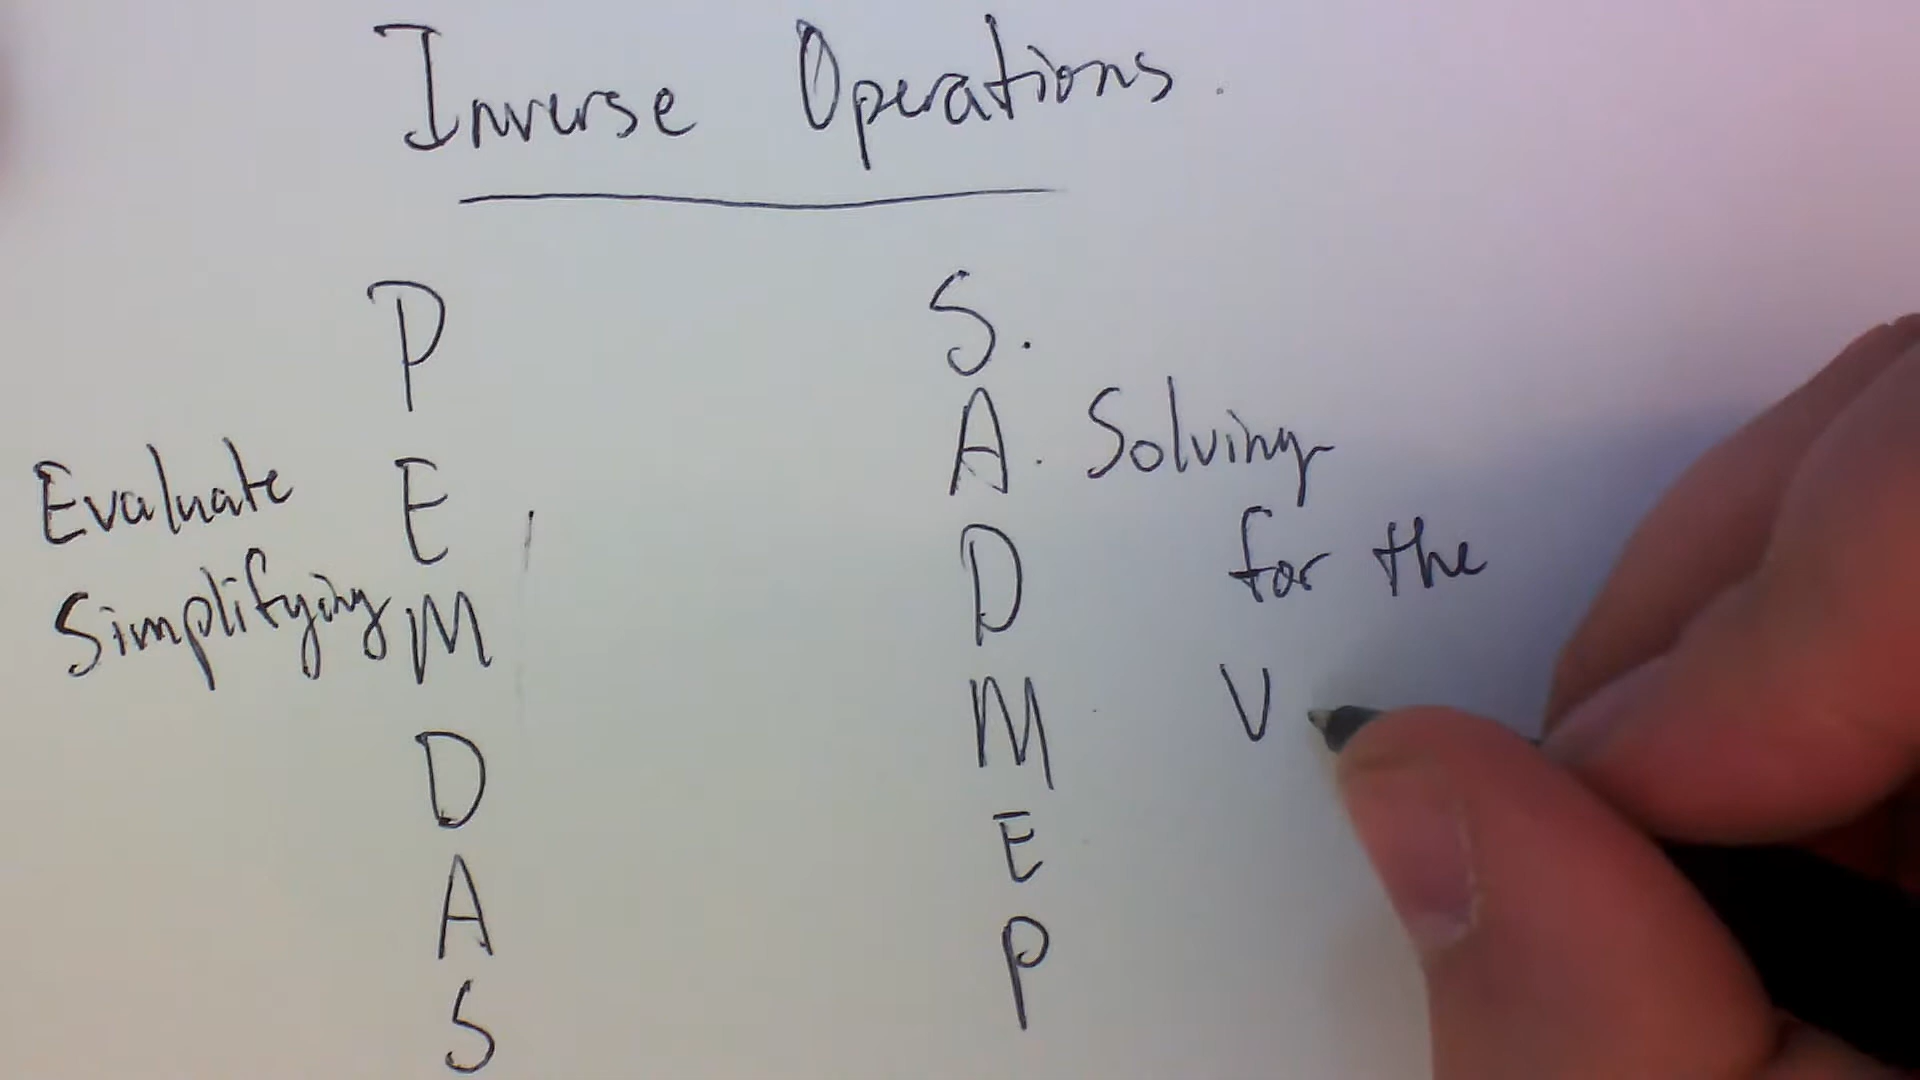 Inverse Operations.
P
E
M
D
A
S
Evaluate
Simplifying
S.
A.
D
M
E
P
Solving
for the
V